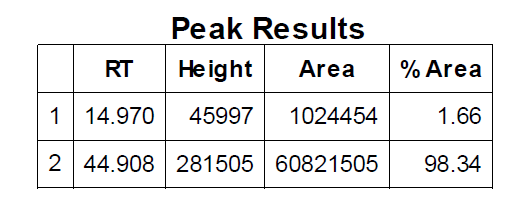 Peak Results
RT Height Area % Area
1 14.970 45997 1024454 1.66
2 44.908 281505 60821505 98.34